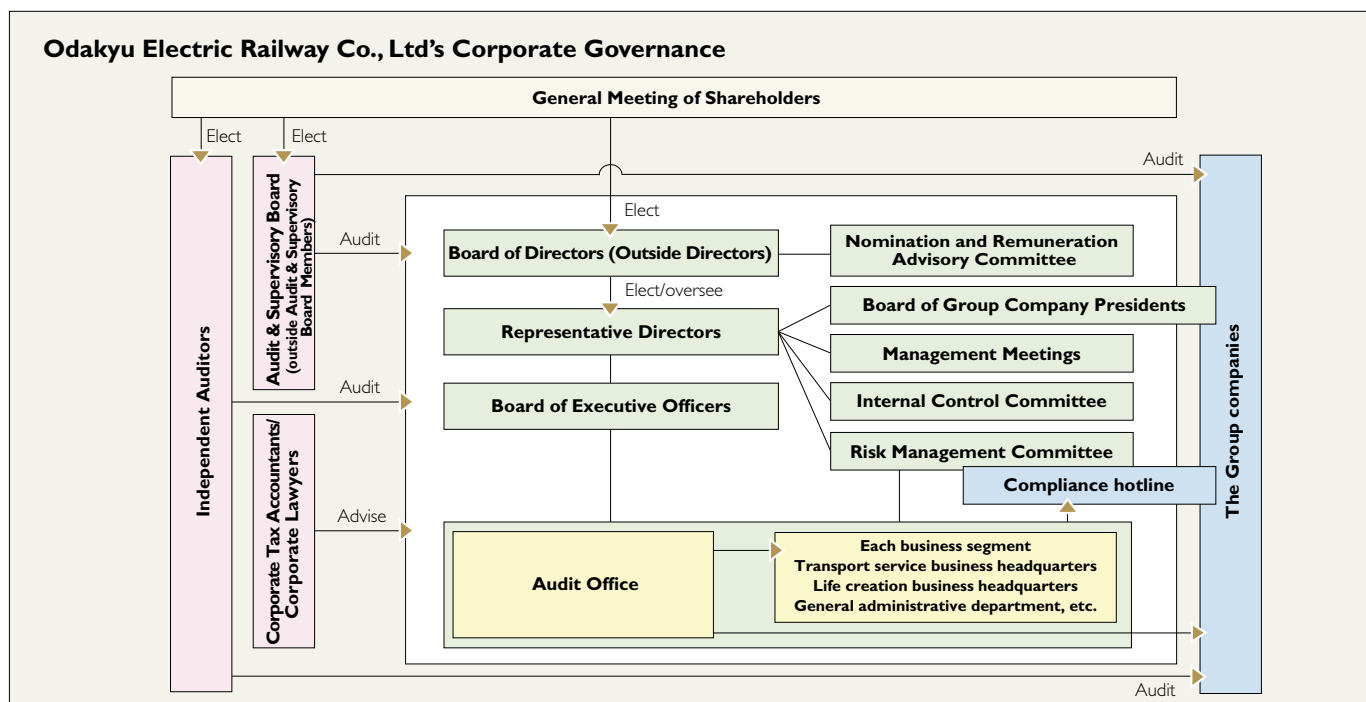 Odakyu Electric Railway Co., Ltd's Corporate Governance
General Meeting of Shareholders
Elect
Elect
Audit
Independent Auditors
Audit & Supervisory Board
(outside Audit & Supervisory
Board Members)
Corporate Tax Accountants/
Corporate Lawyers
Audit
Audit
Advise
Elect
Board of Directors (Outside Directors)
Elect/oversee
Representative Directors
Board of Executive Officers
Nomination and Remuneration
Advisory Committee
Board of Group Company Presidents
Management Meetings
Internal Control Committee
Risk Management Committee
Compliance hotline
Audit Office
Each business segment
Transport service business headquarters
Life creation business headquarters
General administrative department, etc.
The Group companies
Audit